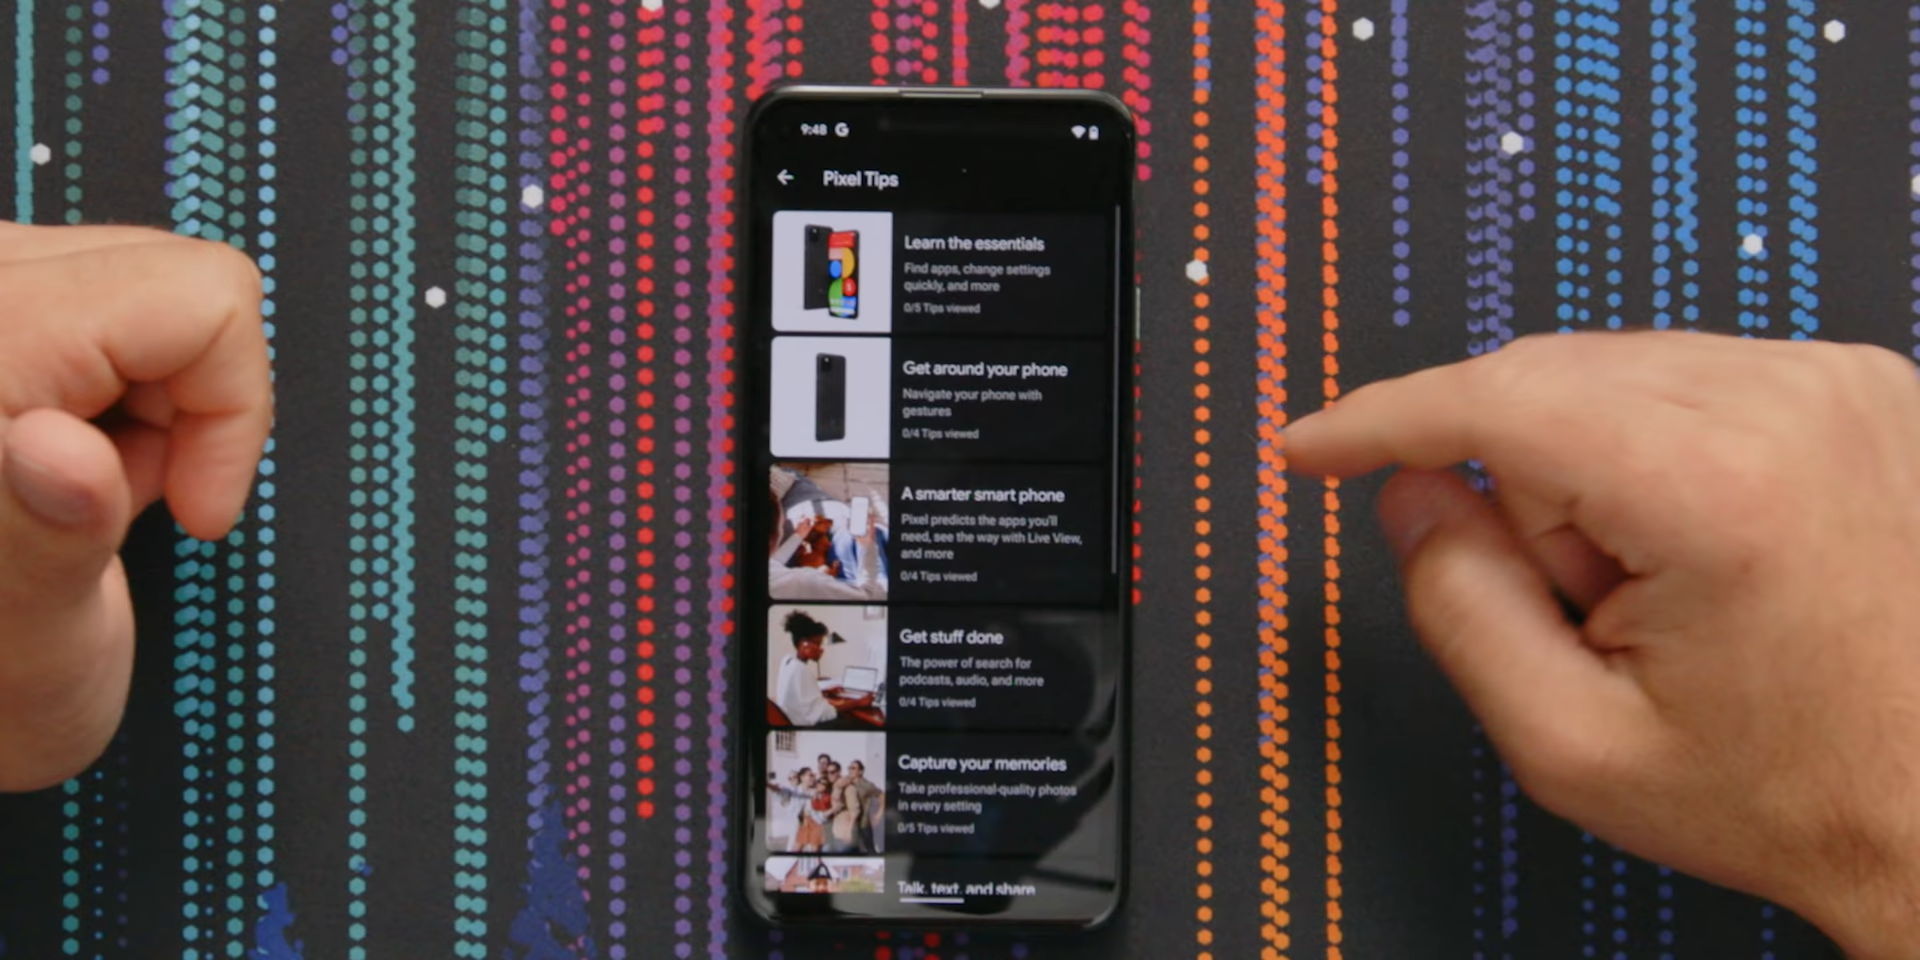 9:48 G
Pixel Tips
Learn the essentials
Find apps, change settings
quickly, and more
0/5 Tips viewed
Get around your phone
Navigate your phone with
gestures
0/4 Tips viewed
A smarter smart phone
Pixel predicts the apps you'll
need, see the way with Live View,
and more
0/4 Tips viewed
Get stuff done
The power of search for
podcasts, audio, and more
0/4 Tips viewed
Capture your memories
Take professional-quality photos
in every setting
0/5 Tips viewed
Talk, text, and share